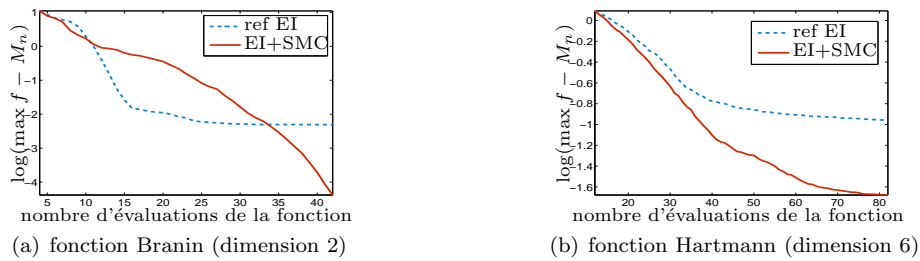 log(max f − Mn)
1
0
−1
−2
−3
−4
5 10 15 20 25 30 35 40
ref EI
EI+SMC
nombre d'évaluations de la fonction
(a) fonction Branin (dimension 2)
log(max f − Mn)
0
−0.2
−0.4
−0.6
−0.8
−1
−1.2
−1.4
−1.6
20 30 40 50 60 70 80
ref EI
EI+SMC
nombre d'évaluations de la fonction
(b) fonction Hartmann (dimension 6)